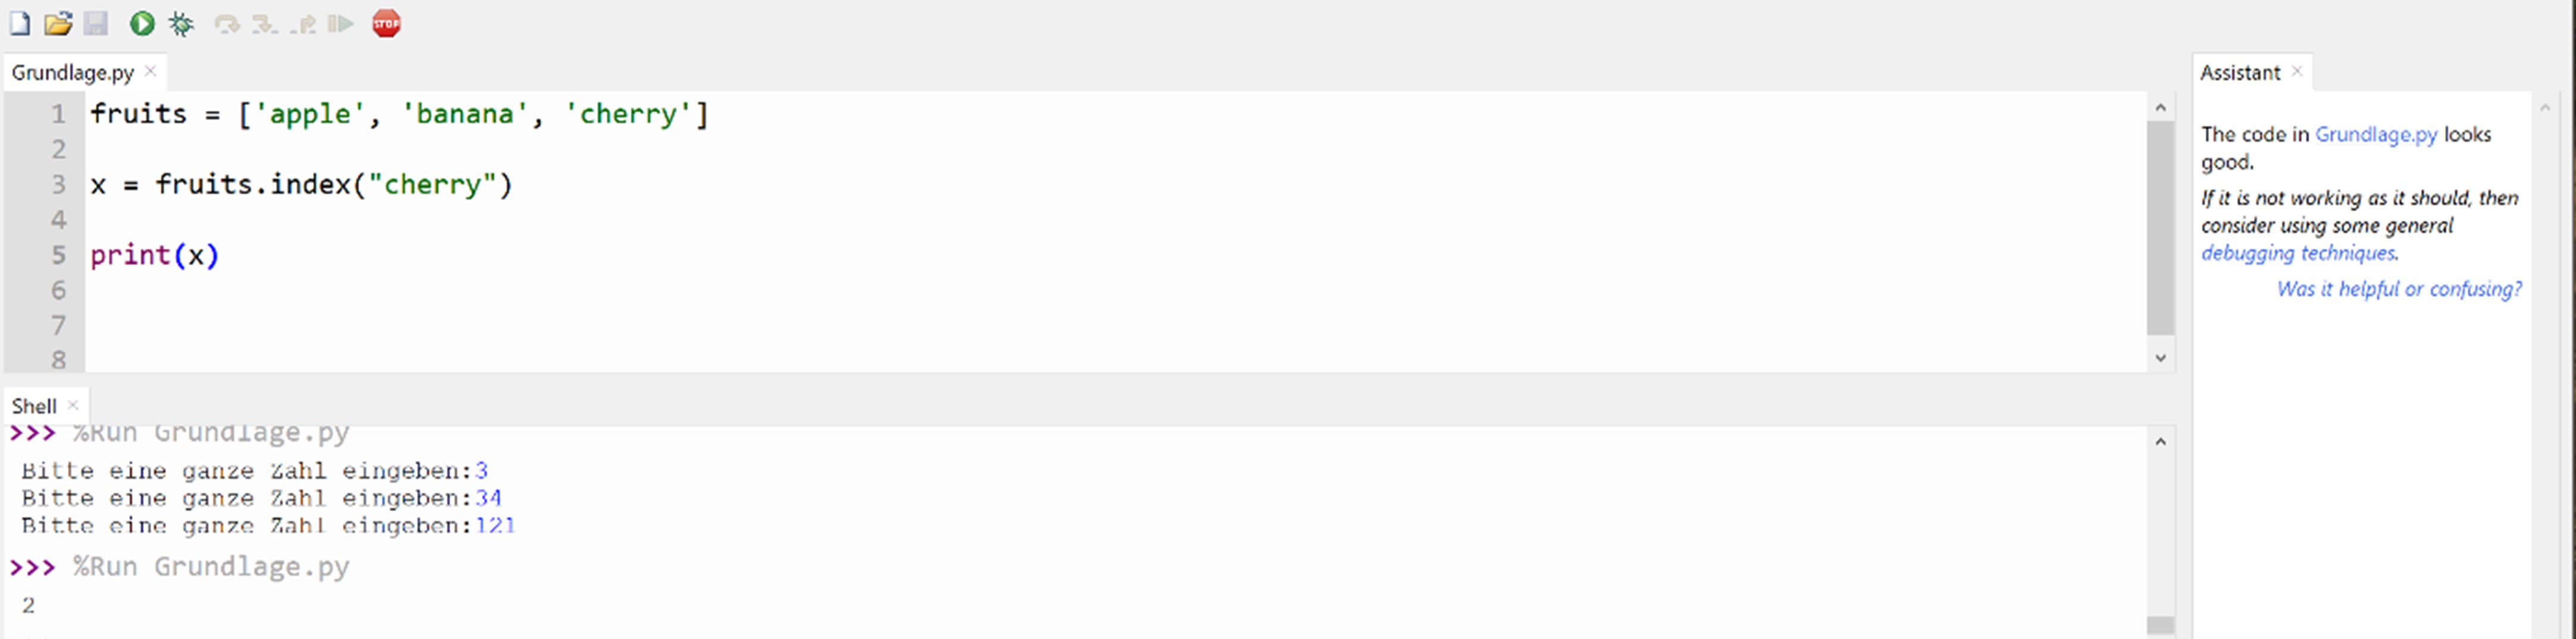 STOP
Grundlage.py
1 fruits = ['apple', 'banana', 'cherry']
2
3 x = fruits.index("cherry")
4
5 print(x)
6
7
8
Shell
>>> %Run Grundlage.py
Bitte eine ganze Zahl eingeben:3
Bitte eine ganze Zahl eingeben:34
Bitte eine ganze Zahl eingeben:121
>>> %Run Grundlage.py
2
Assistant
The code in Grundlage.py looks
good.
If it is not working as it should, then
consider using some general
debugging techniques.
Was it helpful or confusing?